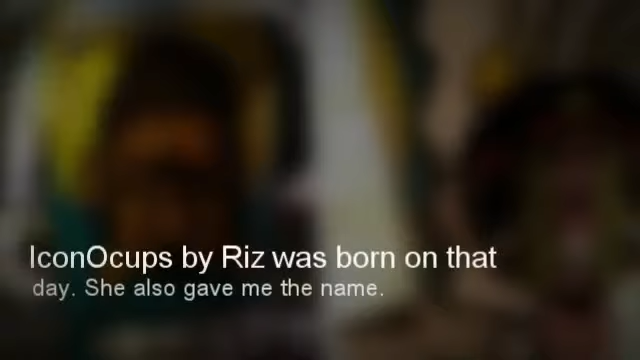 IconOcups by Riz was born on that
day. She also gave me the name.